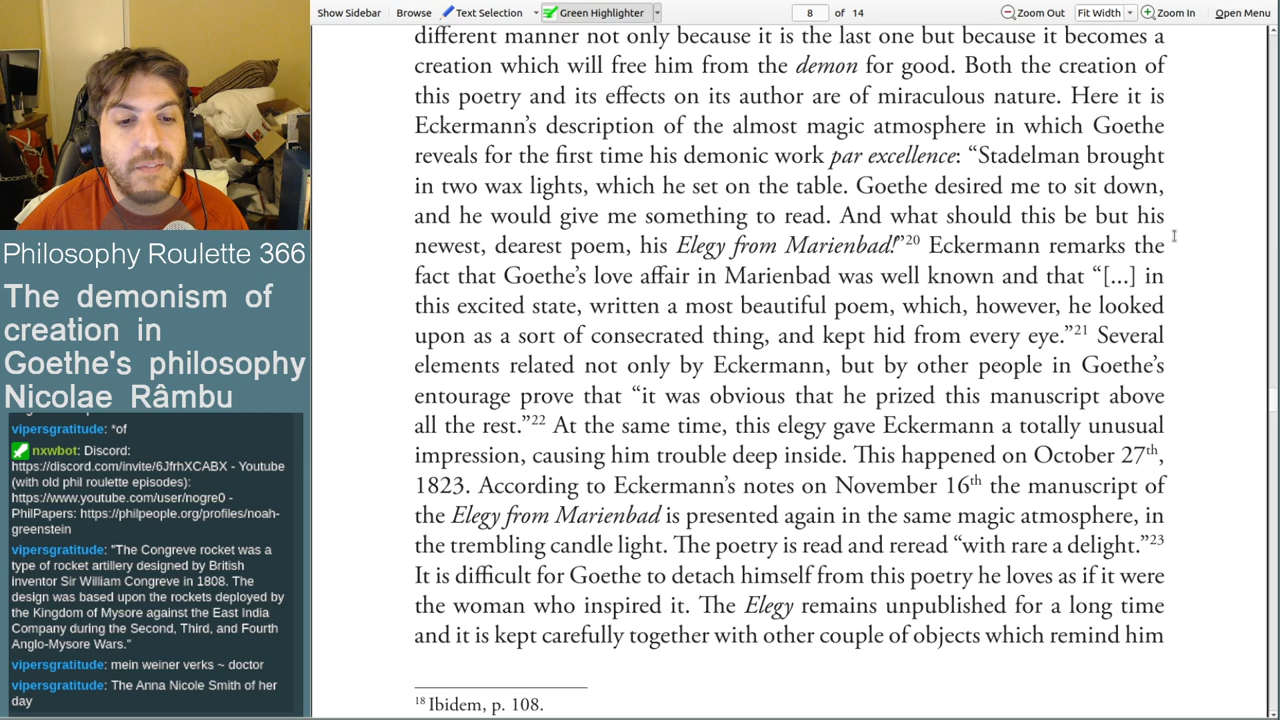 Show Sidebar Browse Text Selection Green Highlighter 8 of 14 Zoom Out Fit Width Zoom In Open Menu
different manner not only because it is the last one but because it becomes a
creation which will free him from the demon for good. Both the creation of
this poetry and its effects on its author are of miraculous nature. Here it is
Eckermann’s description of the almost magic atmosphere in which Goethe
reveals for the first time his demonic work par excellence: “Stadelman brought
in two wax lights, which he set on the table. Goethe desired me to sit down,
and he would give me something to read. And what should this be but his
newest, dearest poem, his Elegy from Marienbad!”20 Eckermann remarks the
fact that Goethe’s love affair in Marienbad was well known and that “[...] in
this excited state, written a most beautiful poem, which, however, he looked
upon as a sort of consecrated thing, and kept hid from every eye.”21 Several
elements related not only by Eckermann, but by other people in Goethe’s
entourage prove that “it was obvious that he prized this manuscript above
all the rest.”22 At the same time, this elegy gave Eckermann a totally unusual
impression, causing him trouble deep inside. This happened on October 27th,
1823. According to Eckermann’s notes on November 16th the manuscript of
the Elegy from Marienbad is presented again in the same magic atmosphere, in
the trembling candle light. The poetry is read and reread “with rare a delight.”23
It is difficult for Goethe to detach himself from this poetry he loves as if it were
the woman who inspired it. The Elegy remains unpublished for a long time
and it is kept carefully together with other couple of objects which remind him
18 Ibidem, p. 108.
Philosophy Roulette 366
The demonism of
creation in
Goethe's philosophy
Nicolae Râmbu
vipersgratitude: *of
nxwbot: Discord:
https://discord.com/invite/6JfrhXCABX - Youtube
(with old phil roulette episodes):
https://www.youtube.com/user/nogre0 -
PhilPapers: https://philpeople.org/profiles/noah-
greenstein
vipersgratitude: "The Congreve rocket was a
type of rocket artillery designed by British
inventor Sir William Congreve in 1808. The
design was based upon the rockets deployed by
the Kingdom of Mysore against the East India
Company during the Second, Third, and Fourth
Anglo-Mysore Wars."
vipersgratitude: mein weiner verks ~ doctor
vipersgratitude: The Anna Nicole Smith of her
day